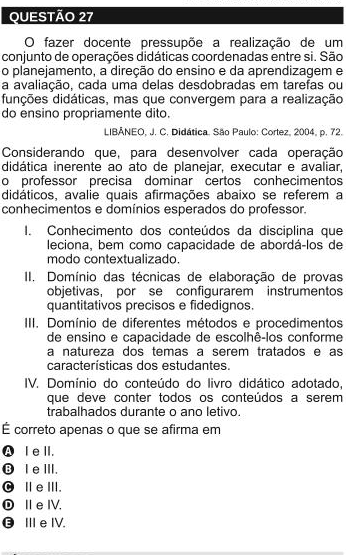 QUESTÃO 27
O fazer docente pressupõe a realização de um
conjunto de operações didáticas coordenadas entre si. São
o planejamento, a direção do ensino e da aprendizagem e
a avaliação, cada uma delas desdobradas em tarefas ou
funções didáticas, mas que convergem para a realização
do ensino propriamente dito.
LIBÂNEO, J. C. Didática. São Paulo: Cortez, 2004, p. 72.
Considerando que, para desenvolver cada operação
didática inerente ao ato de planejar, executar e avaliar,
o professor precisa dominar certos conhecimentos
didáticos, avalie quais afirmações abaixo se referem a
conhecimentos e domínios esperados do professor.
I. Conhecimento dos conteúdos da disciplina que
leciona, bem como capacidade de abordá-los de
modo contextualizado.
II. Domínio das técnicas de elaboração de provas
objetivas, por se configurarem instrumentos
quantitativos precisos e fidedignos.
III. Domínio de diferentes métodos e procedimentos
de ensino e capacidade de escolhê-los conforme
a natureza dos temas a serem tratados e as
características dos estudantes.
IV. Domínio do conteúdo do livro didático adotado,
que deve conter todos os conteúdos a serem
trabalhados durante o ano letivo.
É correto apenas o que se afirma em
A I e II.
B I e III.
C II e III.
D II e IV.
E III e IV.